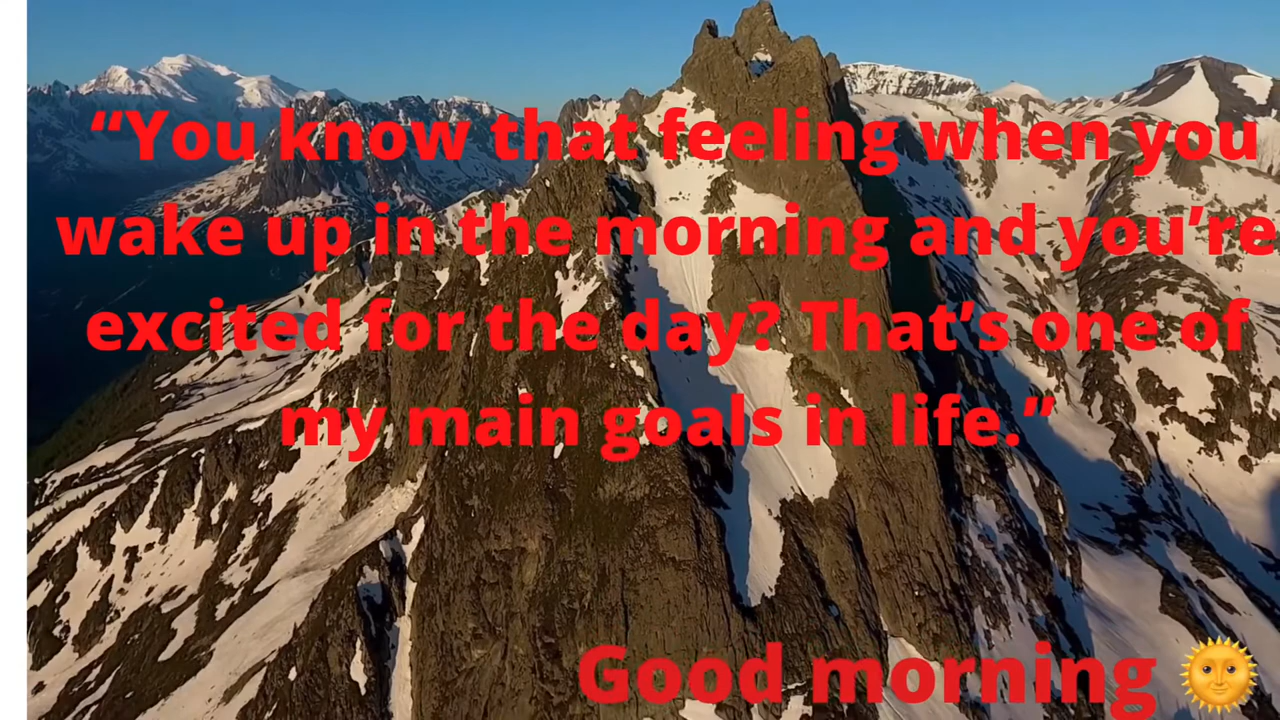 “You know that feeling when you
wake up in the morning and you’re
excited for the day? That’s one of
my main goals in life.”
Good morning 🌞